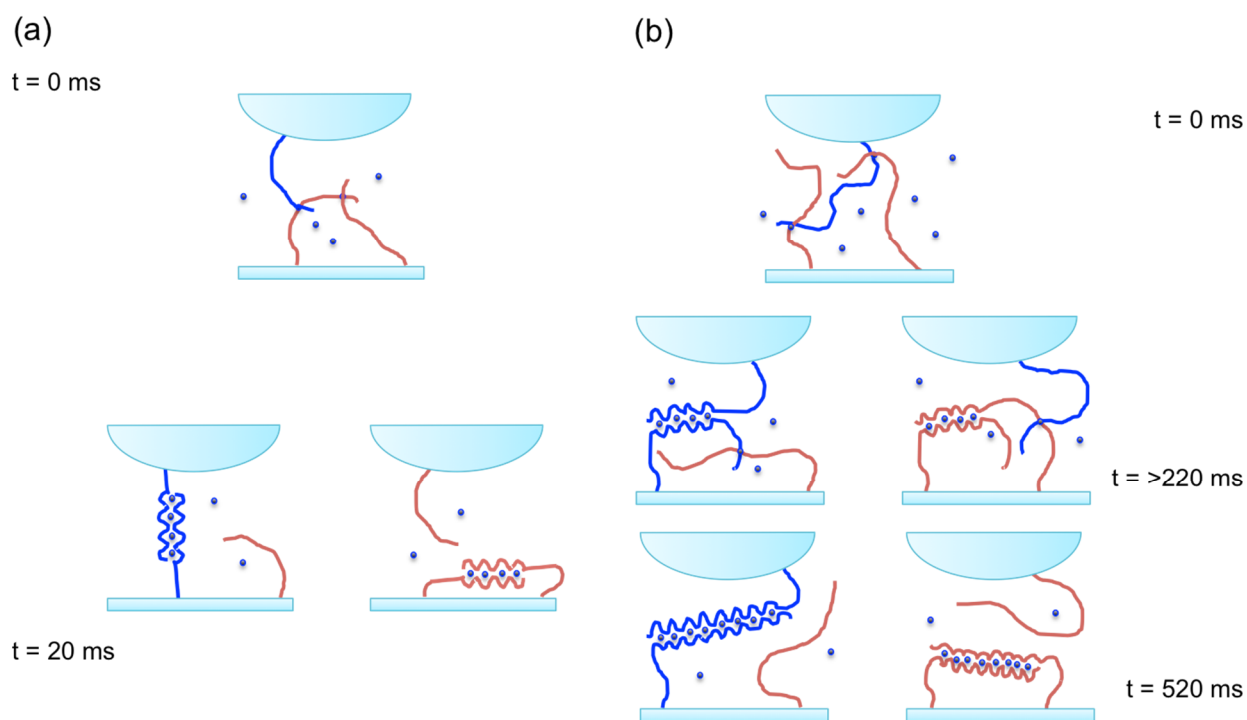 (a)
t = 0 ms
t = 20 ms
(b)
t = 0 ms
t = >220 ms
t = 520 ms